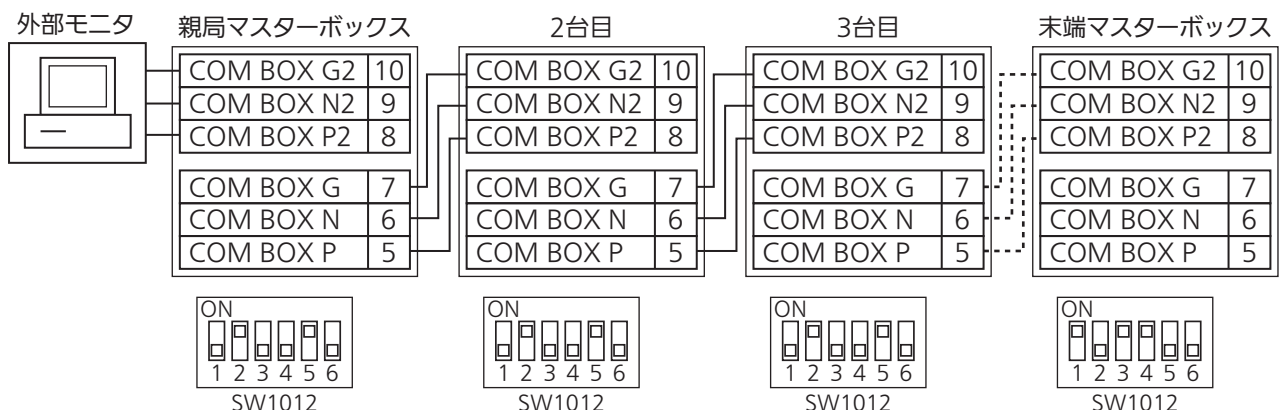 外部モニタ
親局マスターボックス
COM BOX G2 10
COM BOX N2 9
COM BOX P2 8
COM BOX G 7
COM BOX N 6
COM BOX P 5
ON
1 2 3 4 5 6
SW1012
2台目
COM BOX G2 10
COM BOX N2 9
COM BOX P2 8
COM BOX G 7
COM BOX N 6
COM BOX P 5
ON
1 2 3 4 5 6
SW1012
3台目
COM BOX G2 10
COM BOX N2 9
COM BOX P2 8
COM BOX G 7
COM BOX N 6
COM BOX P 5
ON
1 2 3 4 5 6
SW1012
末端マスターボックス
COM BOX G2 10
COM BOX N2 9
COM BOX P2 8
COM BOX G 7
COM BOX N 6
COM BOX P 5
ON
1 2 3 4 5 6
SW1012